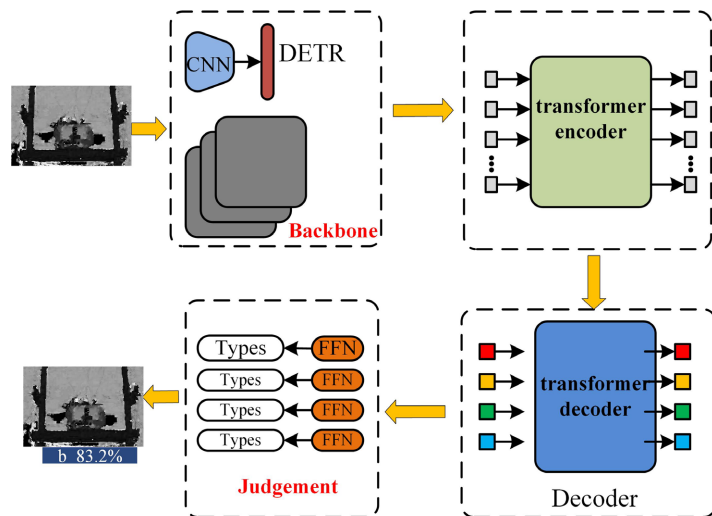 CNN
DETR
Backbone
transformer
encoder
transformer
decoder
Decoder
Types
FFN
Types
FFN
Types
FFN
Types
FFN
Judgement
b 83.2%